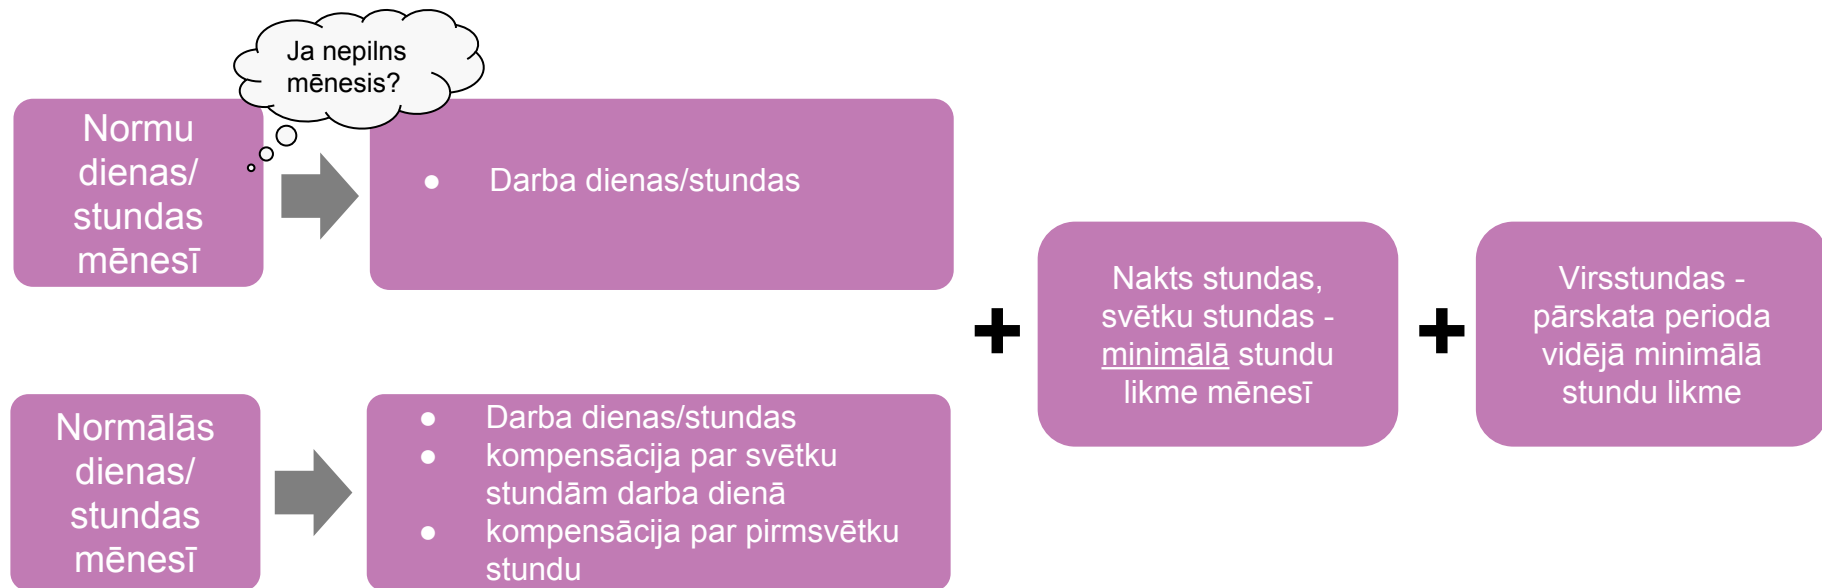 Ja nepilns
mēnesis?
Normu
dienas/
stundas
mēnesī
● Darba dienas/stundas
Normālās
dienas/
stundas
mēnesī
● Darba dienas/stundas
● kompensācija par svētku
stundām darba dienā
● kompensācija par pirmsvētku
stundu
+
Nakts stundas,
svētku stundas -
minimālā stundu
likme mēnesī
+
Virsstundas -
pārskata perioda
vidējā minimālā
stundu likme